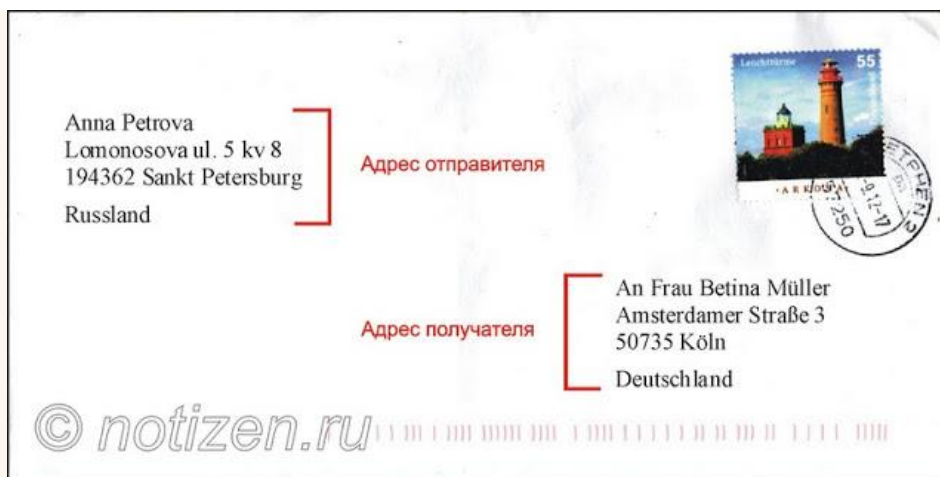 Leuchttürme 55
Anna Petrova
Lomonosova ul. 5 kv 8
194362 Sankt Petersburg
Russland
Адрес отправителя
ARKONA
An Frau Betina Müller
Amsterdamer Straße 3
50735 Köln
Deutschland
Адрес получателя
© notizen.ru